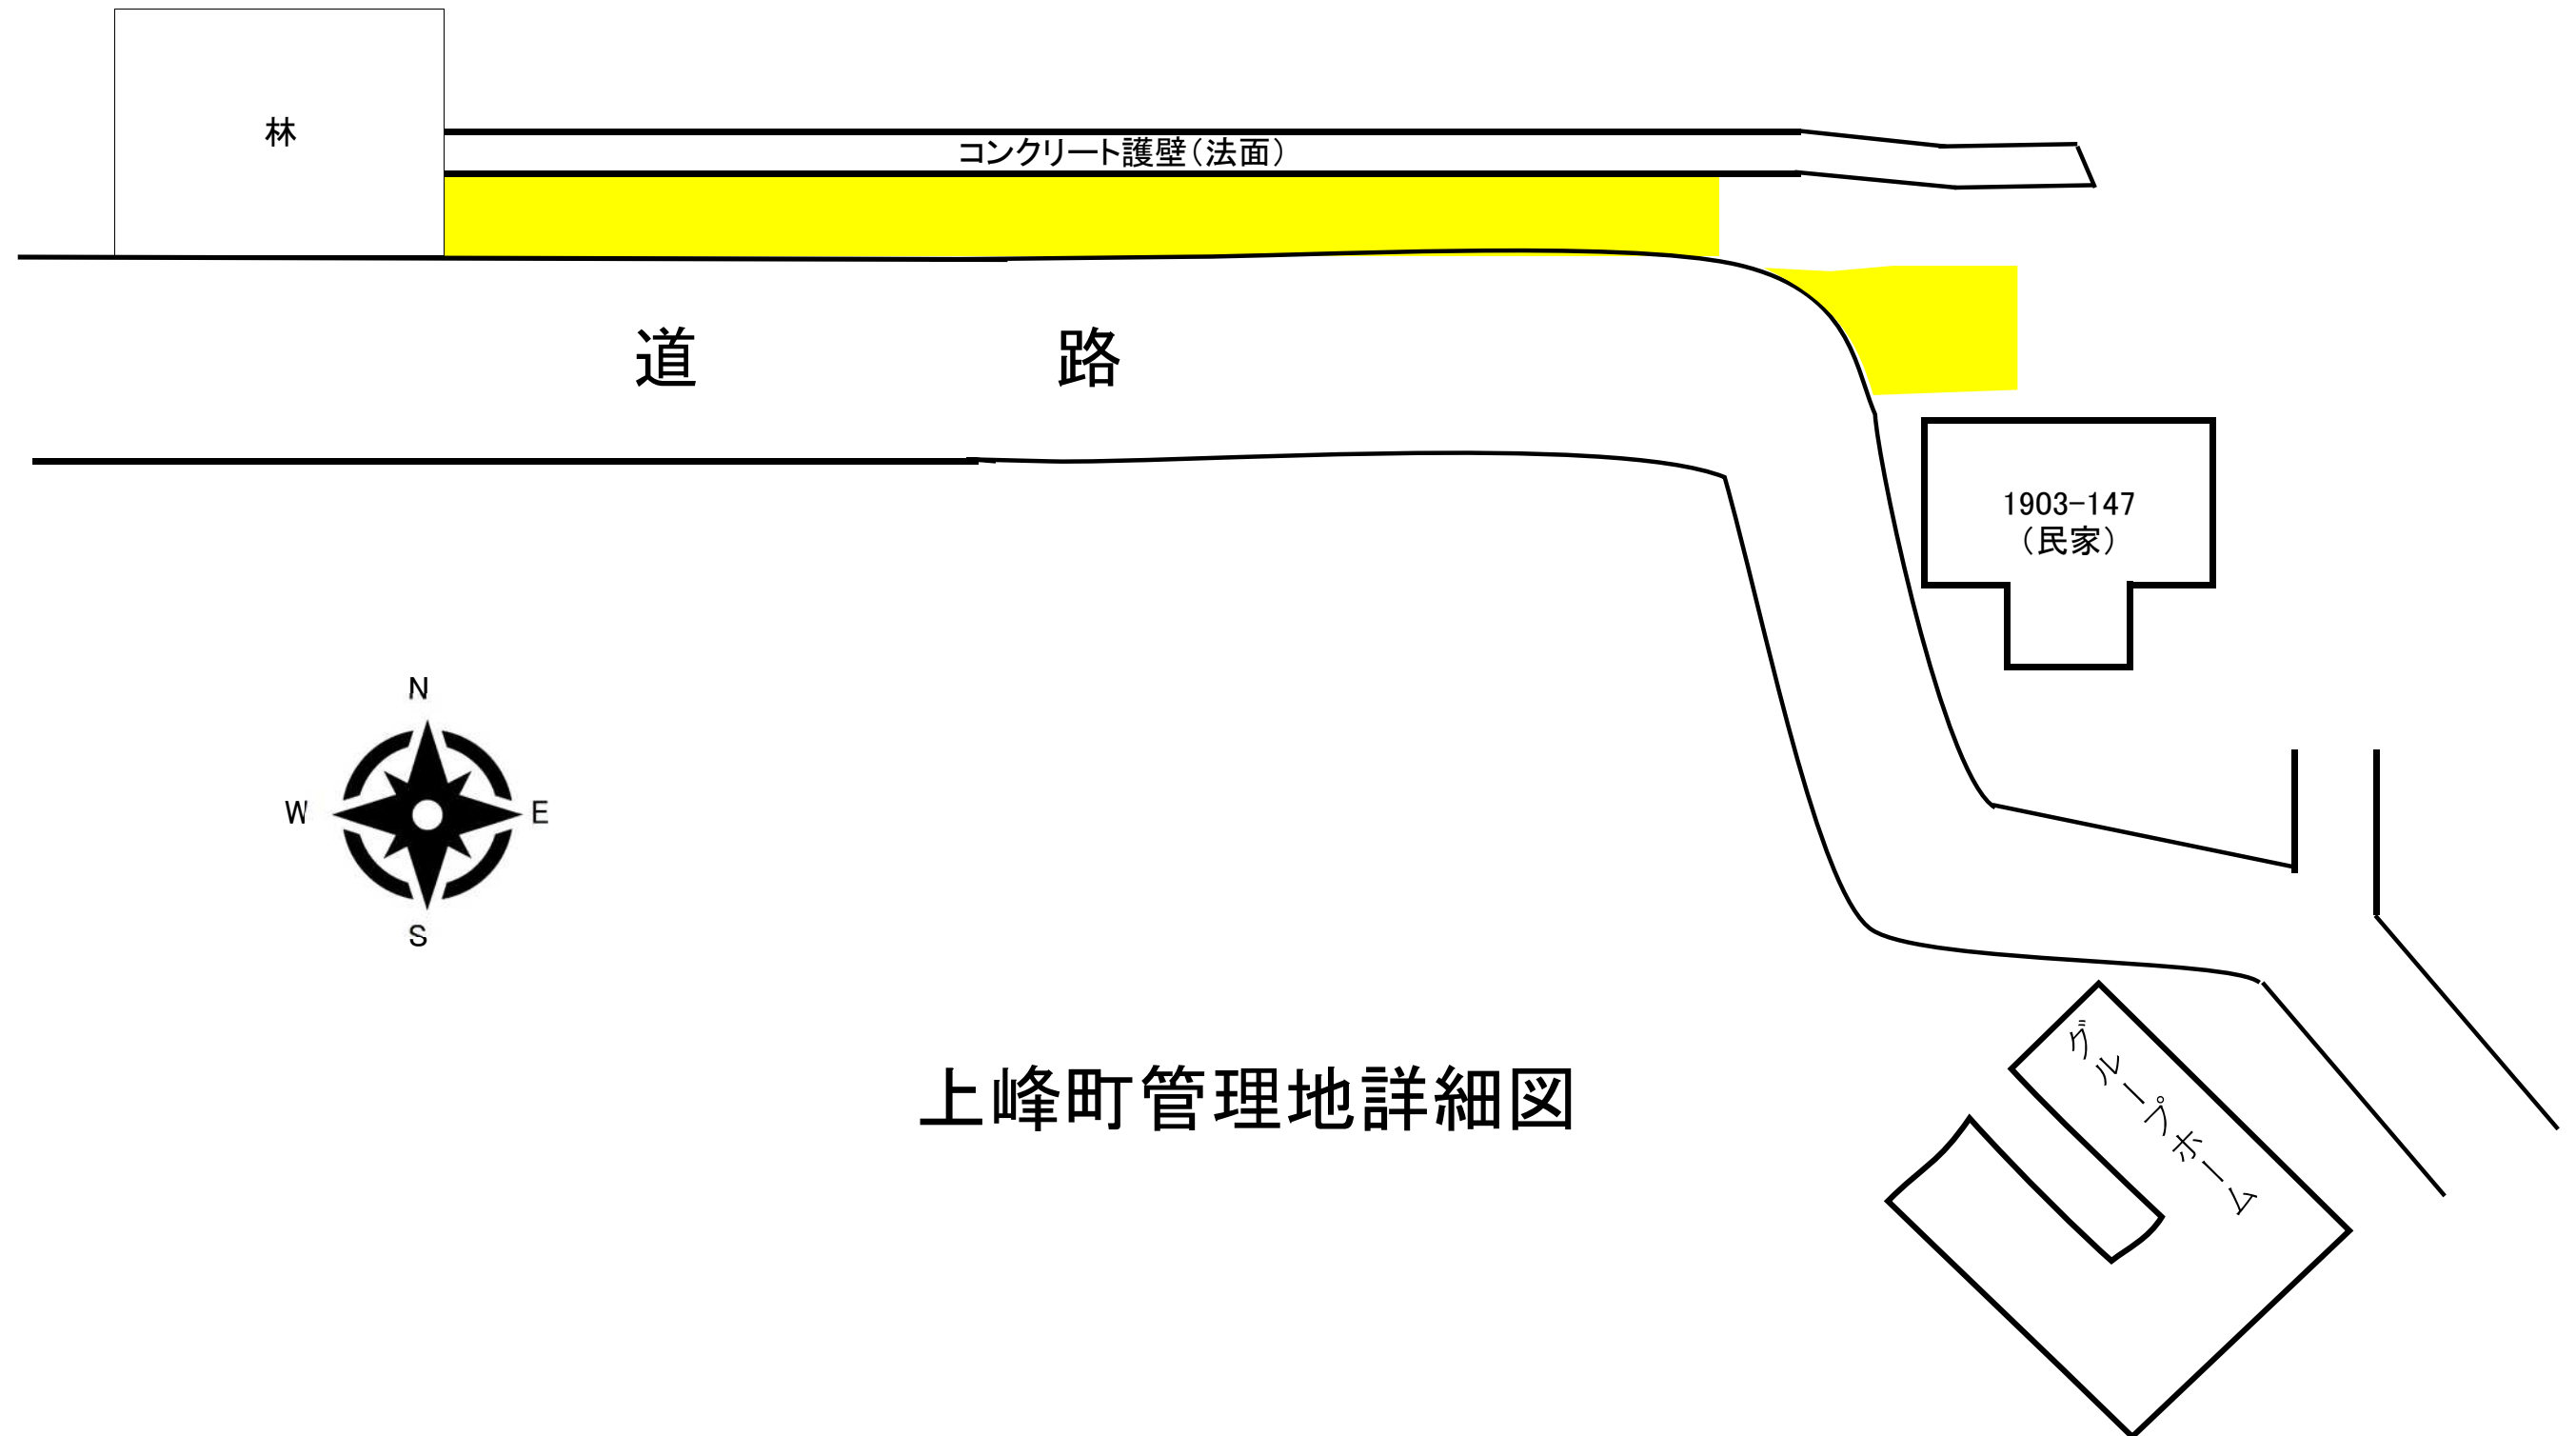 林
コンクリート護壁（法面）
道　路
1903-147
（民家）
N
W
E
S
上峰町管理地詳細図
グループホーム